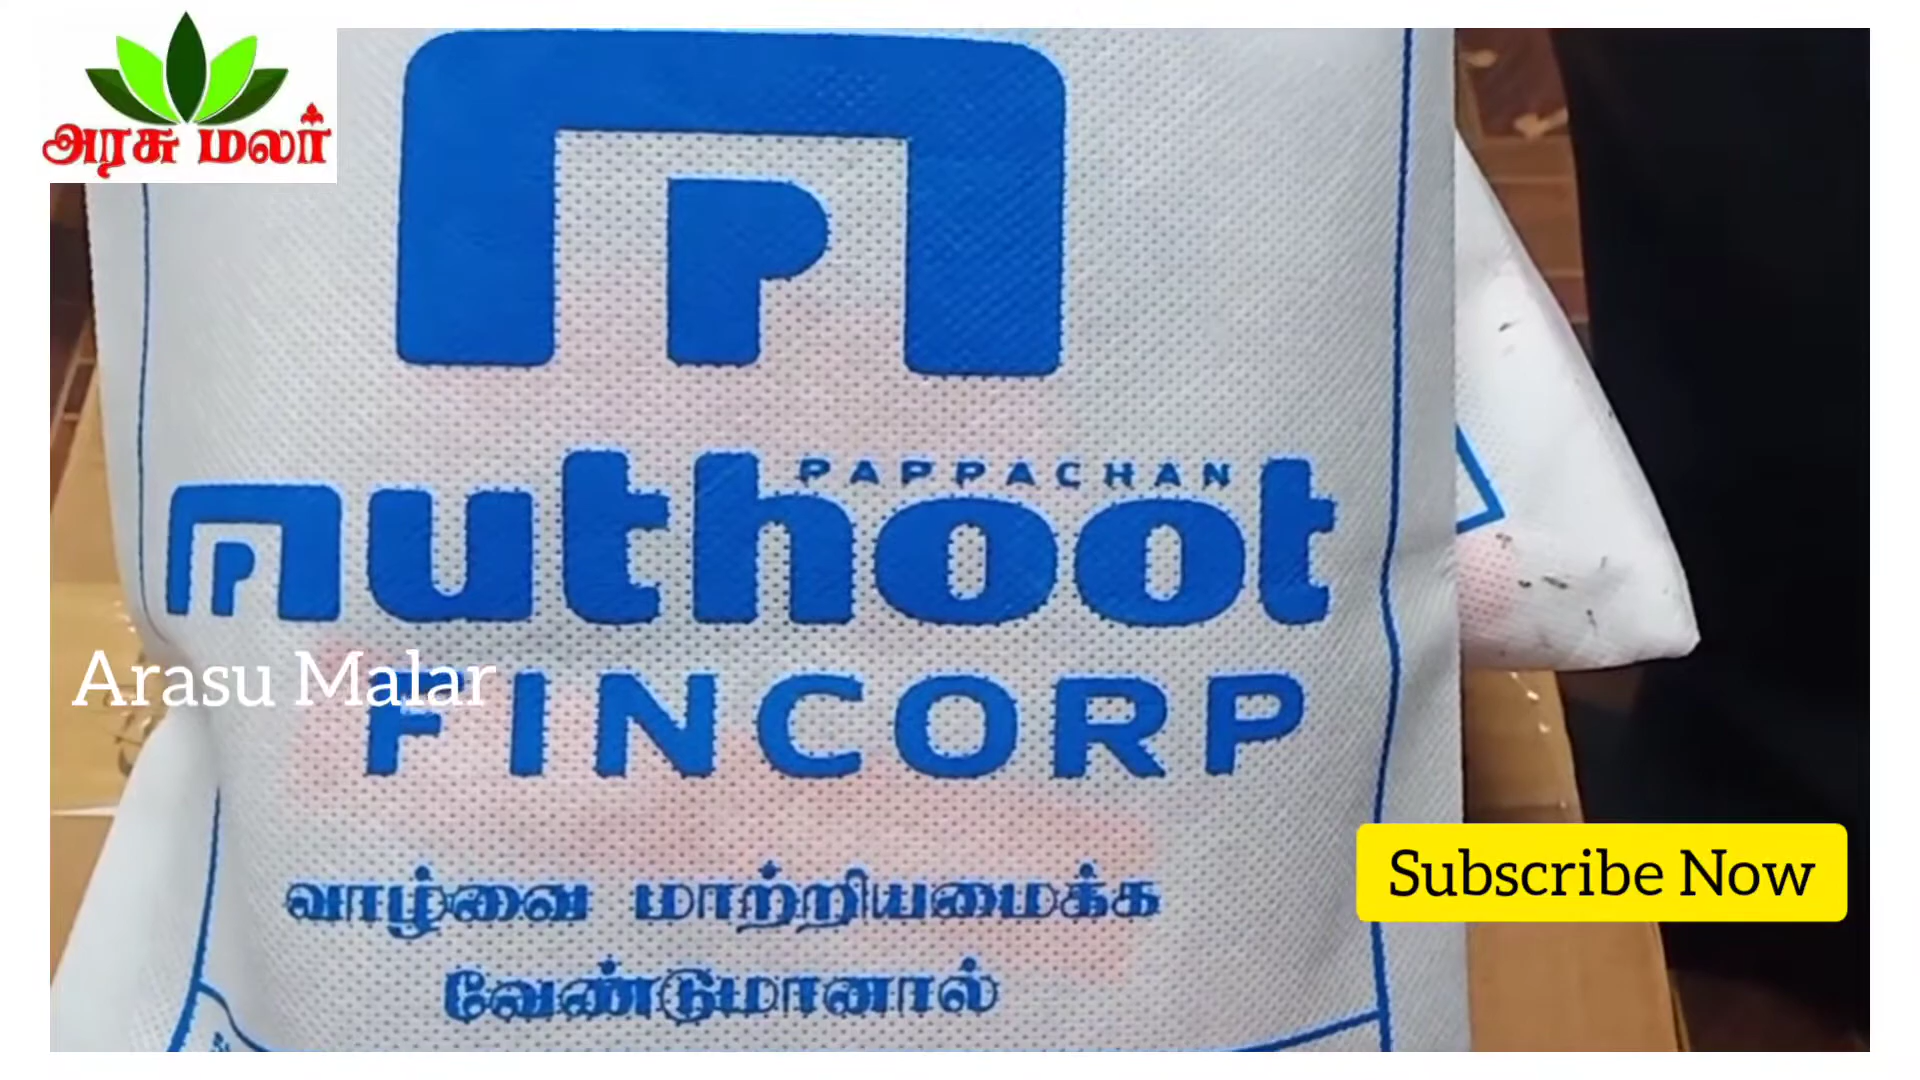 அரசு மலர்
P
PAPPACHAN
muthoot
FINCORP
Arasu Malar
வாழ்வை மாற்றியமைக்க
வேண்டுமானால்
Subscribe Now